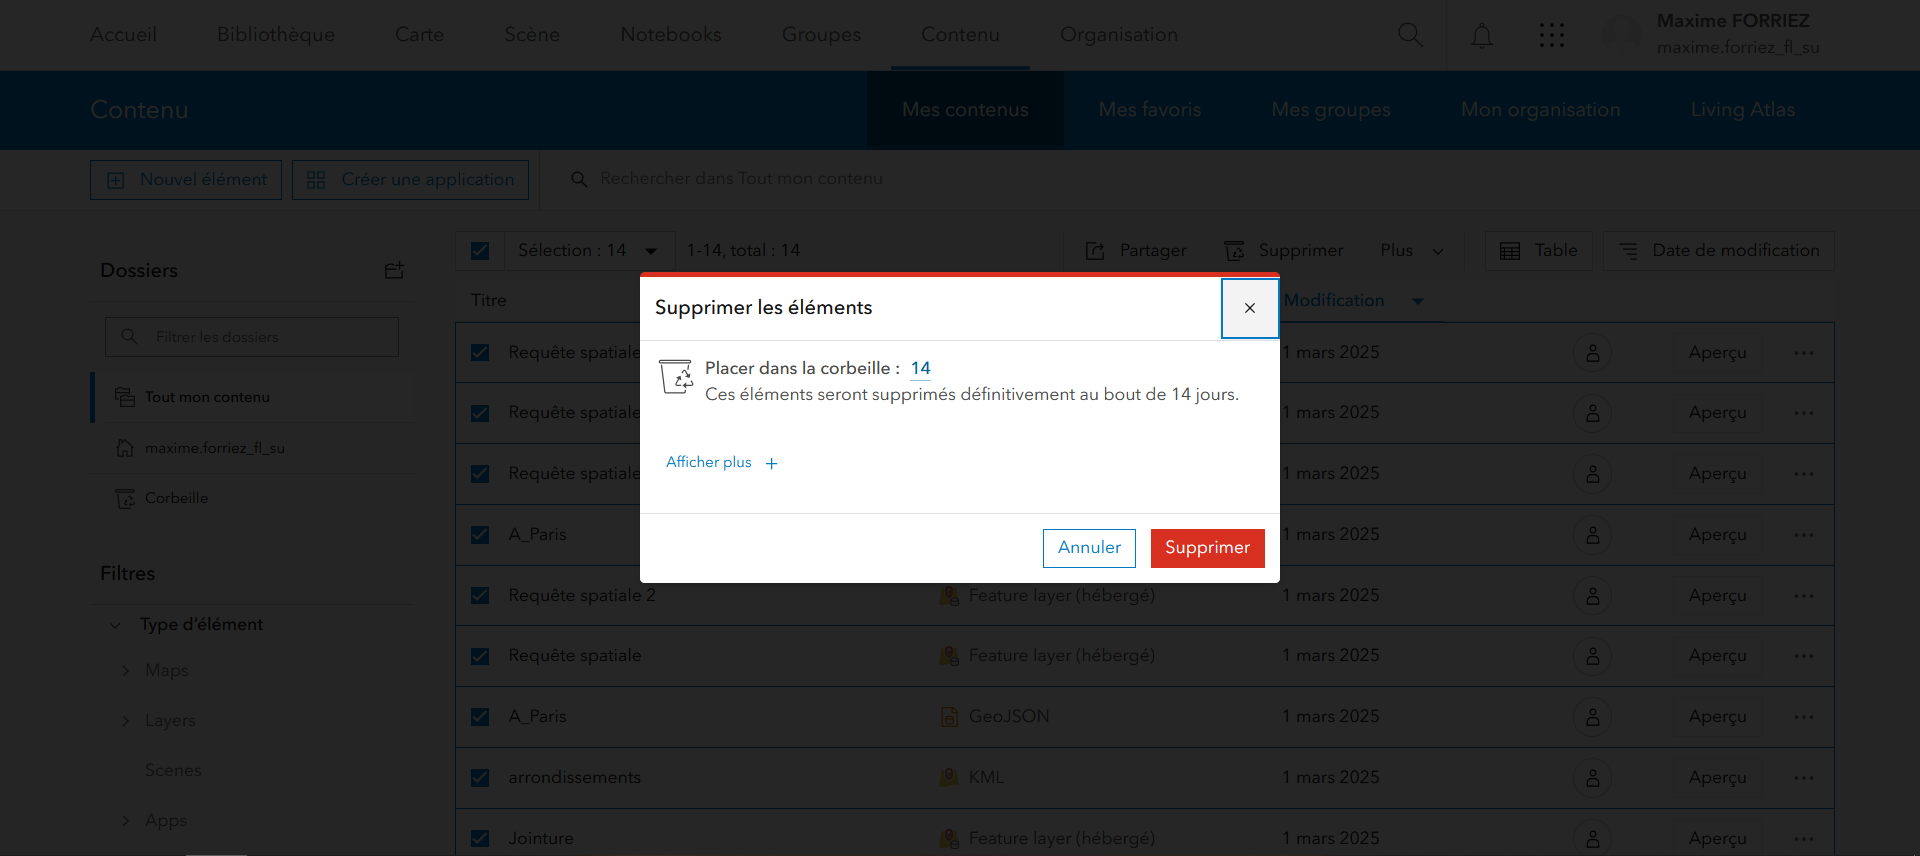 Accueil Bibliothèque Carte Scène Notebooks Groupes Contenu Organisation
Maxime FORRIEZ
maxime.forriez_fl_su
Contenu Mes contenus Mes favoris Mes groupes Mon organisation Living Atlas
Nouvel élément Créer une application Rechercher dans Tout mon contenu
Dossiers
Filtrer les dossiers
Tout mon contenu
maxime.forriez_fl_su
Corbeille
Filtres
Type d'élément
Maps
Layers
Scenes
Apps
Sélection : 14 1-14, total : 14 Partager Supprimer Plus Table Date de modification
Titre Modification
Requête spatiale 1 mars 2025 Aperçu
Requête spatiale 1 mars 2025 Aperçu
Requête spatiale 1 mars 2025 Aperçu
A_Paris 1 mars 2025 Aperçu
Requête spatiale 2 Feature layer (hébergé) 1 mars 2025 Aperçu
Requête spatiale Feature layer (hébergé) 1 mars 2025 Aperçu
A_Paris GeoJSON 1 mars 2025 Aperçu
arrondissements KML 1 mars 2025 Aperçu
Jointure Feature layer (hébergé) 1 mars 2025 Aperçu
Supprimer les éléments
Placer dans la corbeille : 14
Ces éléments seront supprimés définitivement au bout de 14 jours.
Afficher plus
Annuler Supprimer